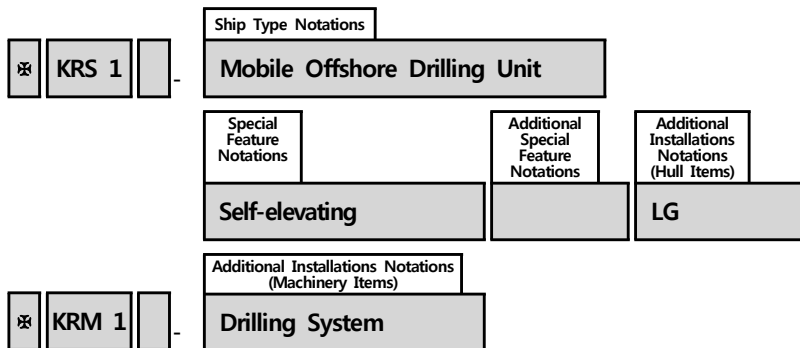 Ship Type Notations
✠ KRS 1 - Mobile Offshore Drilling Unit
Special
Feature
Notations
Additional
Special
Feature
Notations
Additional
Installations
Notations
(Hull Items)
Self-elevating LG
Additional Installations Notations
(Machinery Items)
✠ KRM 1 - Drilling System